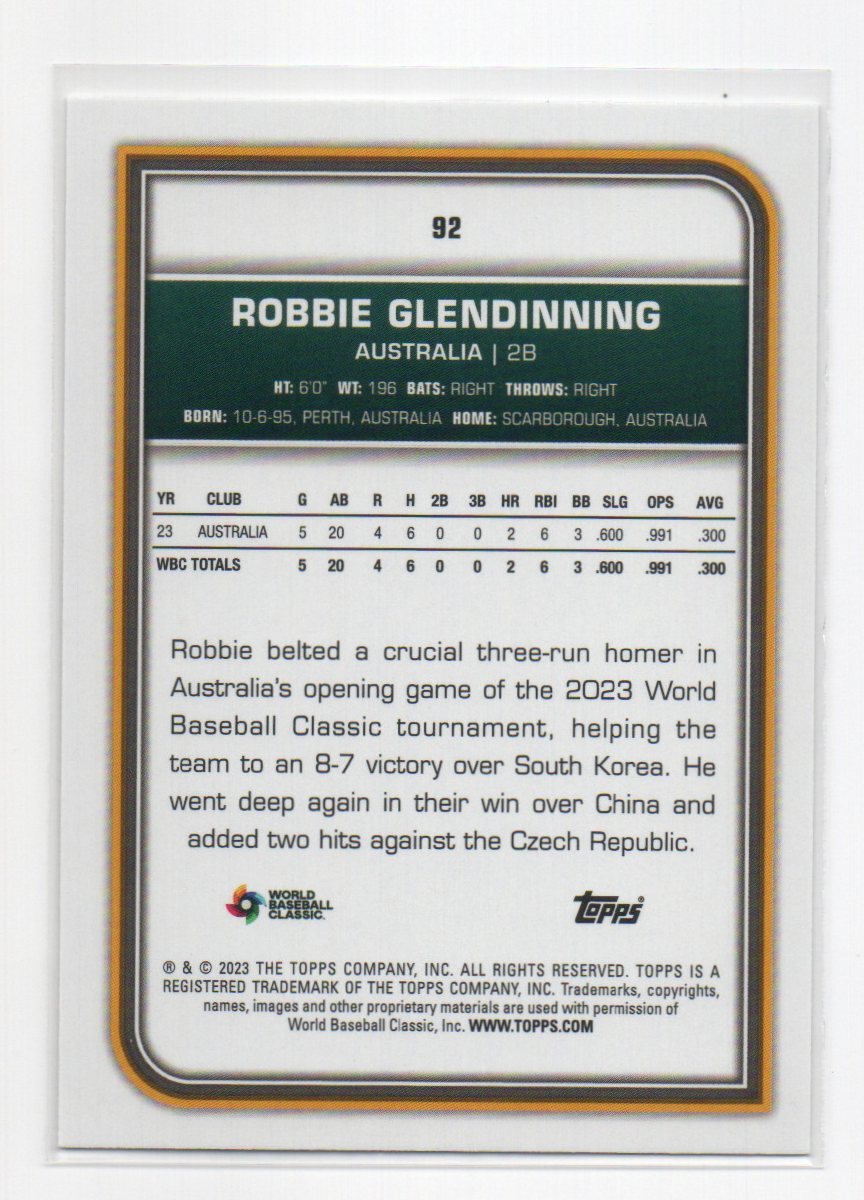 92
ROBBIE GLENDINNING
AUSTRALIA | 2B
HT: 6'0" WT: 196 BATS: RIGHT THROWS: RIGHT
BORN: 10-6-95, PERTH, AUSTRALIA HOME: SCARBOROUGH, AUSTRALIA
YR CLUB G AB R H 2B 3B HR RBI BB SLG OPS AVG
23 AUSTRALIA 5 20 4 6 0 0 2 6 3 .600 .991 .300
WBC TOTALS 5 20 4 6 0 0 2 6 3 .600 .991 .300
Robbie belted a crucial three-run homer in
Australia's opening game of the 2023 World
Baseball Classic tournament, helping the
team to an 8-7 victory over South Korea. He
went deep again in their win over China and
added two hits against the Czech Republic.
WORLD
BASEBALL
CLASSIC.
Topps®
® & © 2023 THE TOPPS COMPANY, INC. ALL RIGHTS RESERVED. TOPPS IS A
REGISTERED TRADEMARK OF THE TOPPS COMPANY, INC. Trademarks, copyrights,
names, images and other proprietary materials are used with permission of
World Baseball Classic, Inc. WWW.TOPPS.COM